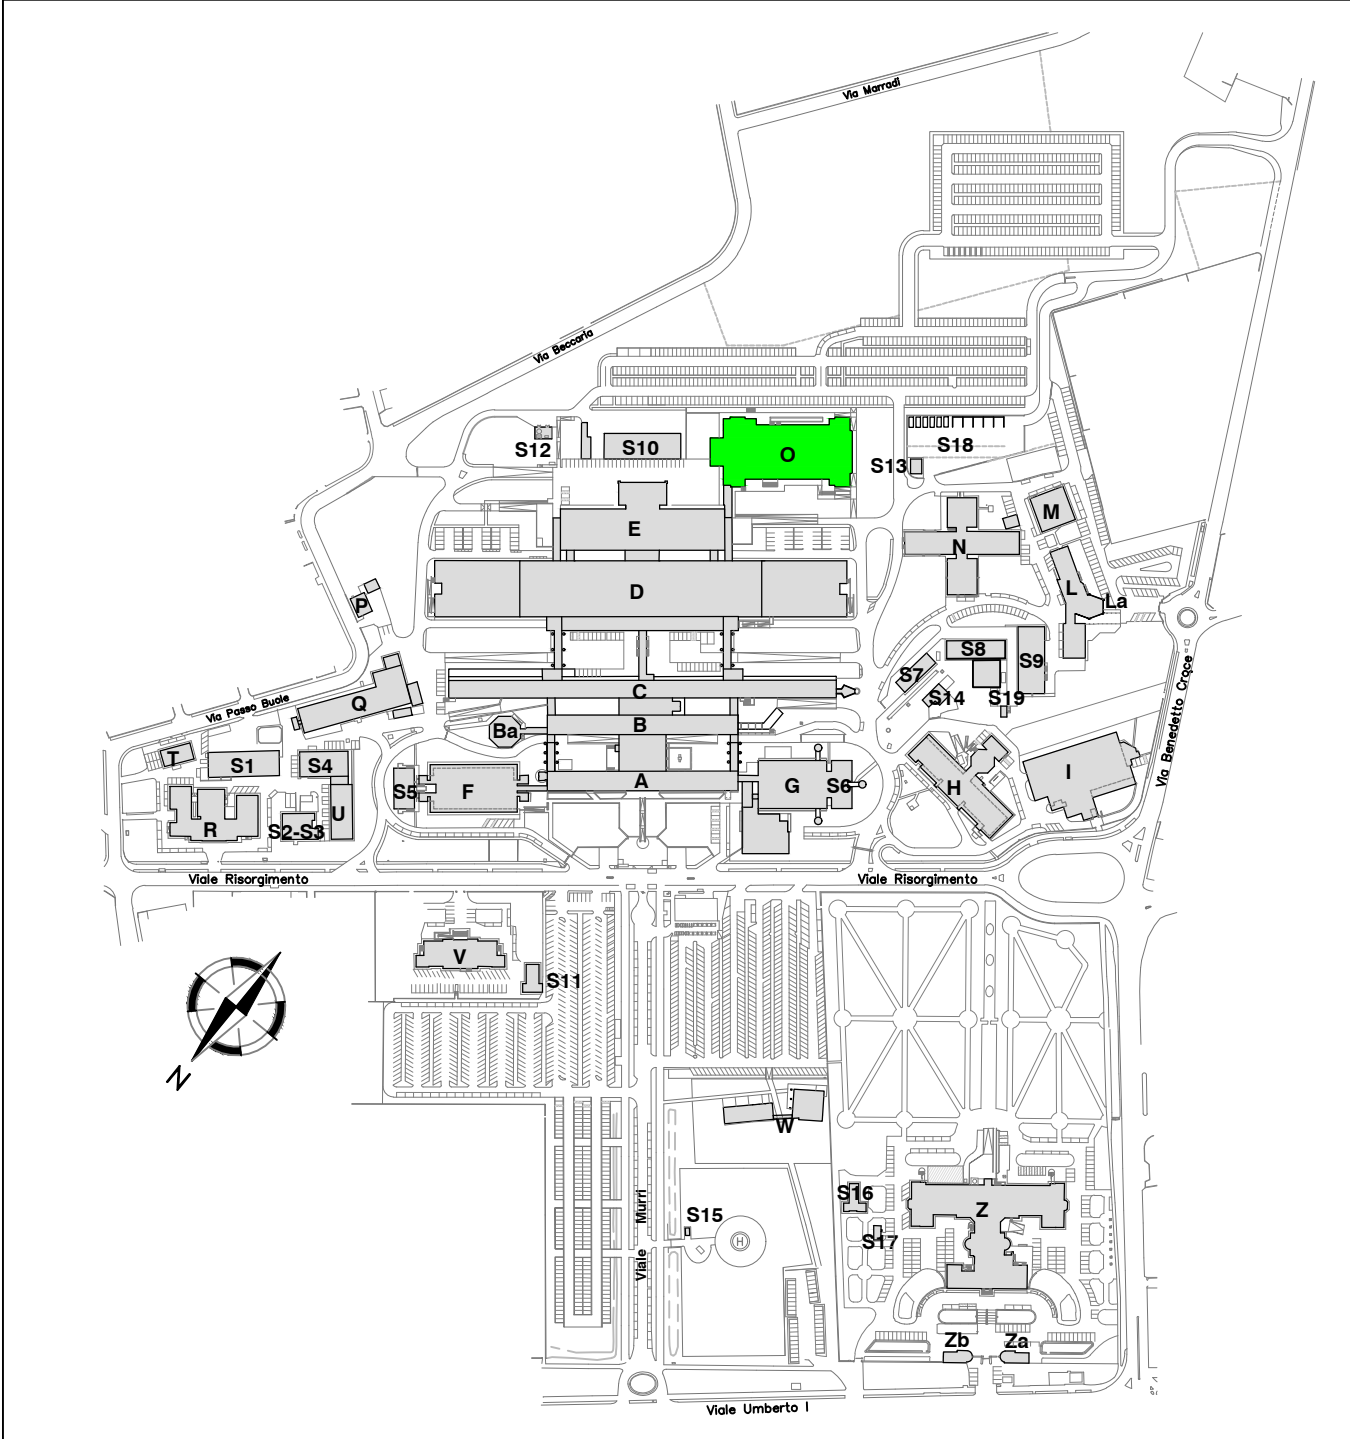 Via Marradi
Via Beccaria
O
S10
S12
S18
S13
M
E
N
D
L
La
P
S8
S9
S7
C
S14
S19
Q
Via Passo Buole
Via Benedetto Croce
B
Ba
T
S1
S4
A
F
S5
G
S6
H
I
U
R
S2-S3
Viale Risorgimento
Viale Risorgimento
V
S11
N
W
S16
Viale Murri
S15
H
Z
S17
Zb
Za
Viale Umberto I